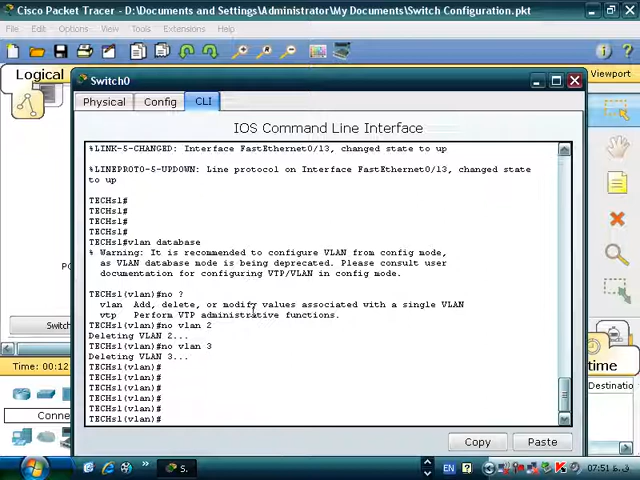 Cisco Packet Tracer - D:\Documents and Settings\Administrator\My Documents\Switch Configuration.pkt
File Edit Options View Tools Extensions Help
Logical
Viewport
Switch0
Physical Config CLI
IOS Command Line Interface
%LINK-5-CHANGED: Interface FastEthernet0/13, changed state to up
%LINEPROTO-5-UPDOWN: Line protocol on Interface FastEthernet0/13, changed state
to up
TECHs1#
TECHs1#
TECHs1#
TECHs1#
TECHs1#vlan database
% Warning: It is recommended to configure VLAN from config mode,
as VLAN database mode is being deprecated. Please consult user
documentation for configuring VTP/VLAN in config mode.
TECHs1(vlan)#no ?
vlan Add, delete, or modify values associated with a single VLAN
vtp Perform VTP administrative functions.
TECHs1(vlan)#no vlan 2
Deleting VLAN 2...
TECHs1(vlan)#no vlan 3
Deleting VLAN 3...
TECHs1(vlan)#
TECHs1(vlan)#
TECHs1(vlan)#
TECHs1(vlan)#
TECHs1(vlan)#
TECHs1(vlan)#
Copy Paste
Switch
Time: 00:12
Conne
time
Destinatio
S.
EN
07:51